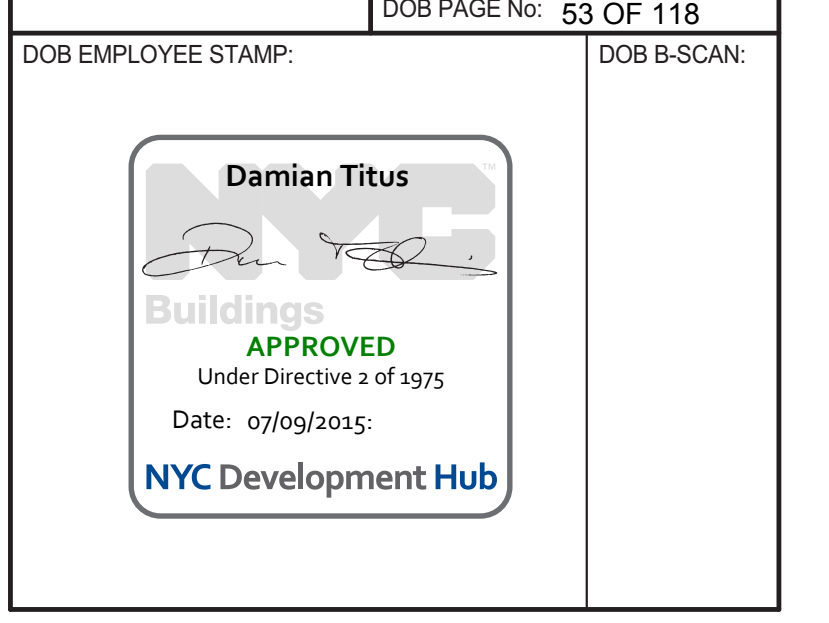 DOB PAGE No: 53 OF 118
DOB EMPLOYEE STAMP:
DOB B-SCAN:
NYC™
Damian Titus
Buildings
APPROVED
Under Directive 2 of 1975
Date: 07/09/2015:
NYC Development Hub